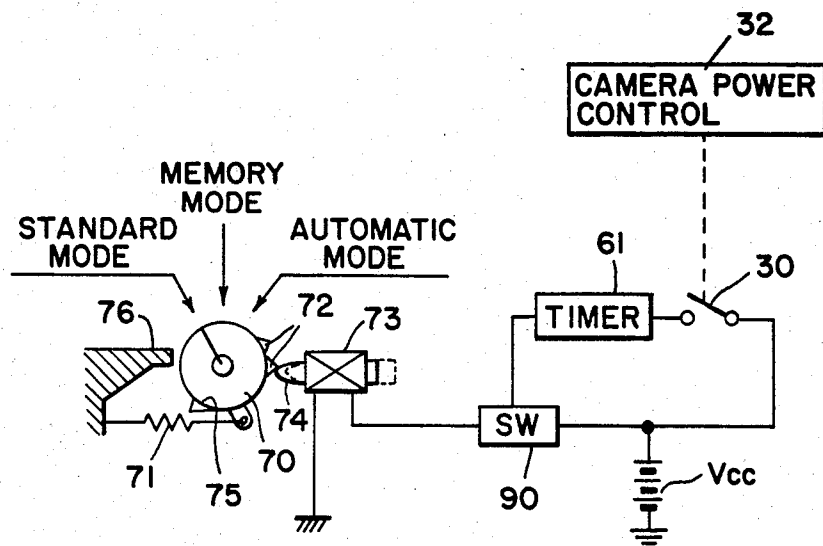 32
CAMERA POWER
CONTROL
MEMORY
MODE
STANDARD
MODE
AUTOMATIC
MODE
61
30
TIMER
76
72
73
74
70
71
75
SW
90
Vcc